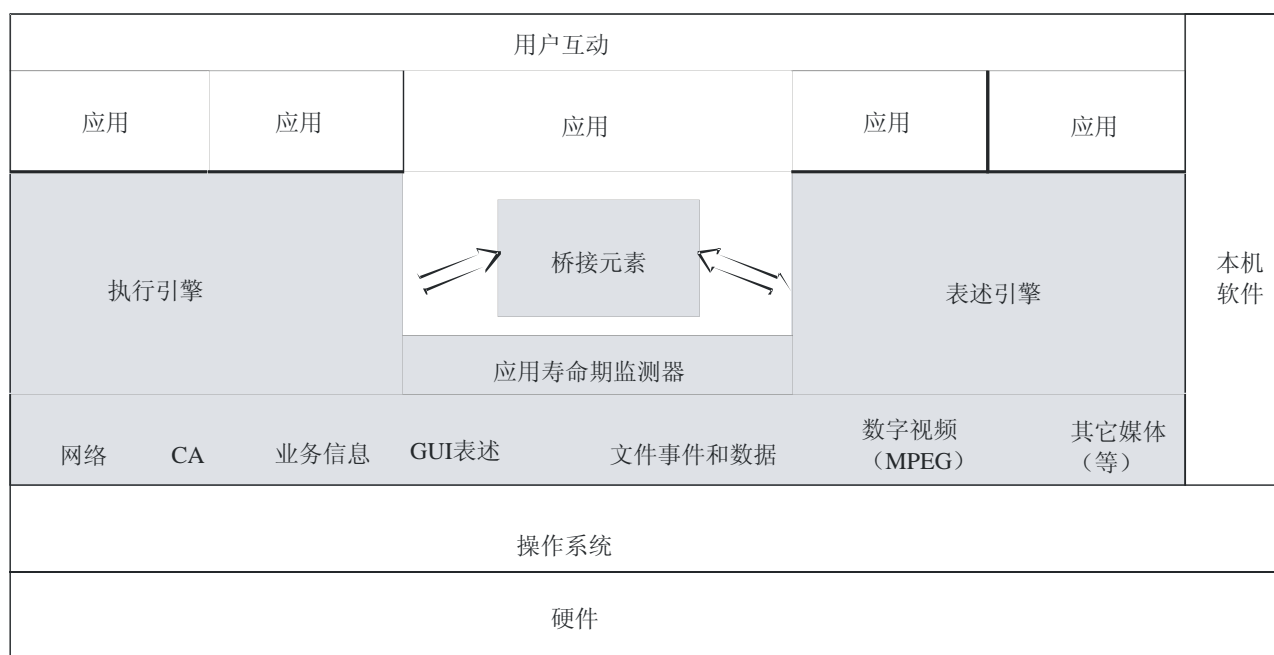 用户互动
应用
应用
应用
应用
应用
执行引擎
桥接元素
表述引擎
本机
软件
应用寿命期监测器
网络
CA
业务信息
GUI表述
文件事件和数据
数字视频
（MPEG）
其它媒体
（等）
操作系统
硬件